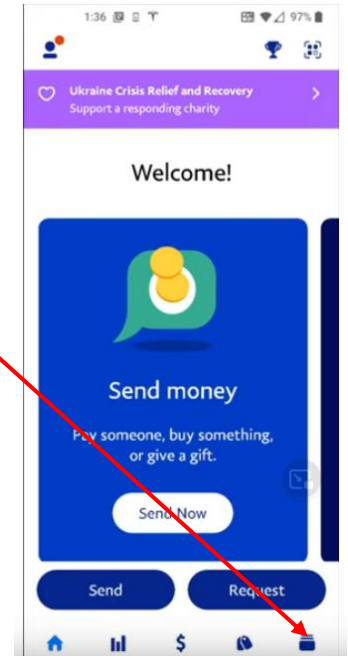 1:36
97%
Ukraine Crisis Relief and Recovery
Support a responding charity
Welcome!
Send money
Pay someone, buy something,
or give a gift.
Send Now
Send
Request
$